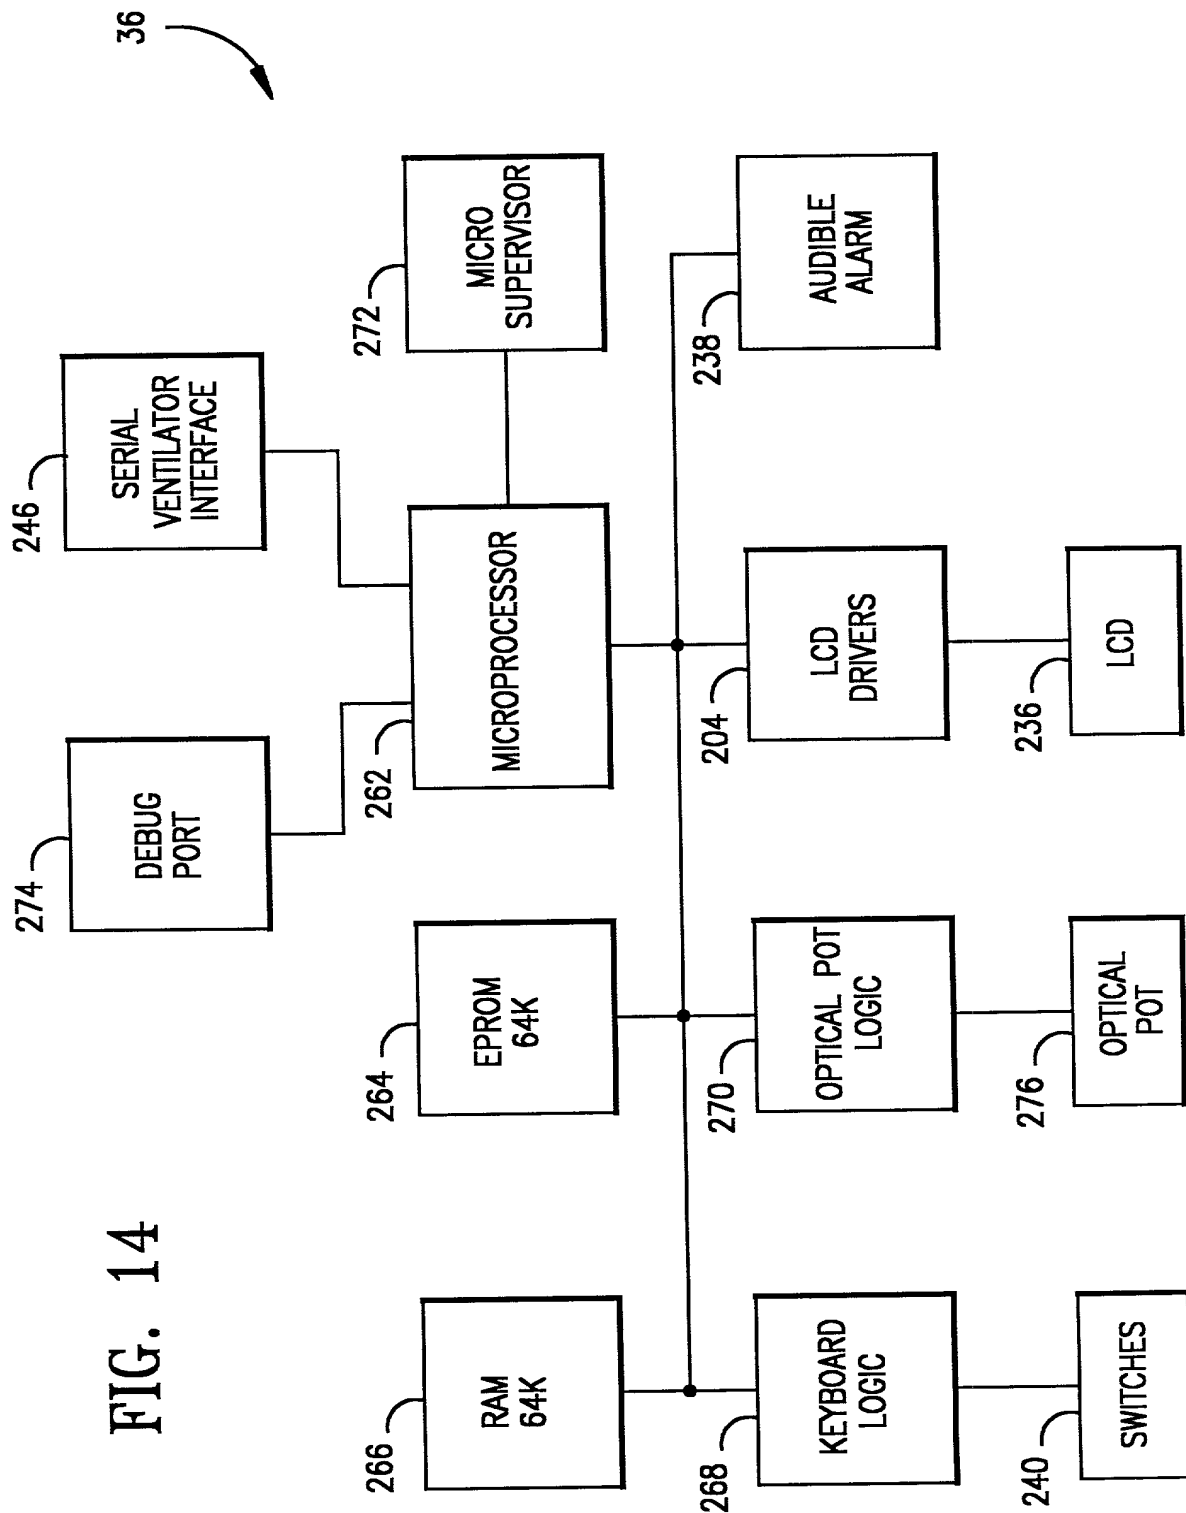 FIG. 14
36
274
DEBUG
PORT
246
SERIAL
VENTILATOR
INTERFACE
266
RAM
64K
264
EPROM
64K
262
MICROPROCESSOR
272
MICRO
SUPERVISOR
268
KEYBOARD
LOGIC
270
OPTICAL POT
LOGIC
204
LCD
DRIVERS
238
AUDIBLE
ALARM
240
SWITCHES
276
OPTICAL
POT
236
LCD